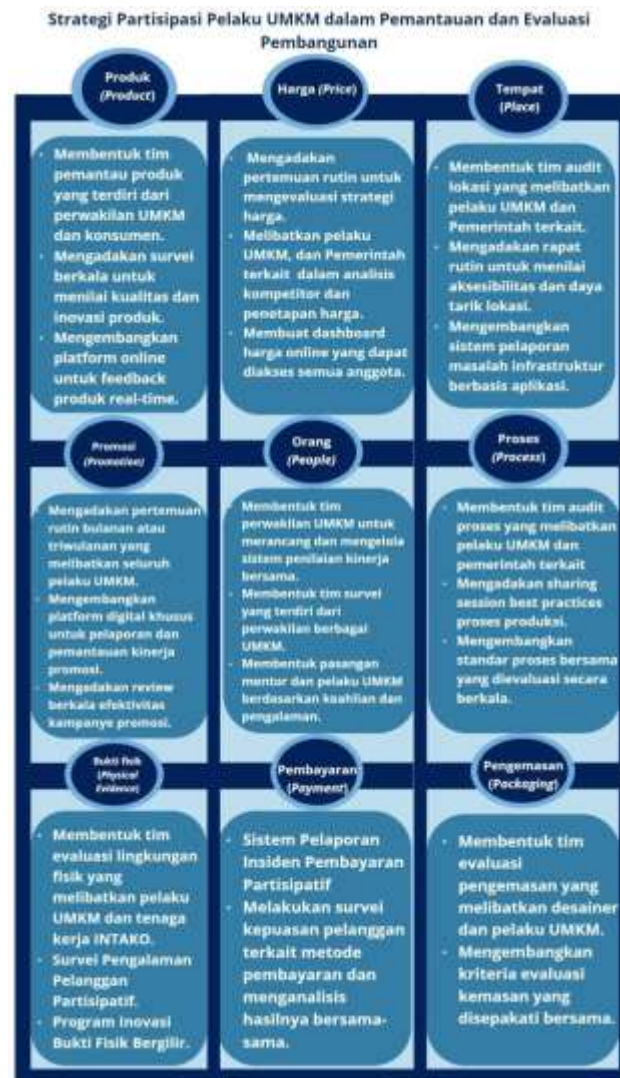 Strategi Partisipasi Pelaku UMKM dalam Pemantauan dan Evaluasi
Pembangunan
Produk
(Product)
• Membentuk tim
pemantau produk
yang terdiri dari
perwakilan UMKM
dan konsumen.
• Mengadakan survei
berkala untuk
menilai kualitas dan
inovasi produk.
• Mengembangkan
platform online
untuk feedback
produk real-time.
Harga (Price)
• Mengadakan
pertemuan rutin untuk
mengevaluasi strategi
harga.
• Melibatkan pelaku
UMKM, dan Pemerintah
terkait dalam analisis
kompetitor dan
penetapan harga.
• Membuat dashboard
harga online yang dapat
diakses semua anggota.
Tempat
(Place)
• Membentuk tim audit
lokasi yang melibatkan
pelaku UMKM dan
Pemerintah terkait.
• Mengadakan rapat
rutin untuk menilai
aksesibilitas dan daya
tarik lokasi.
• Mengembangkan
sistem pelaporan
masalah infrastruktur
berbasis aplikasi.
Promosi
(Promotion)
• Mengadakan pertemuan
rutin bulanan atau
triwulanan yang
melibatkan seluruh
pelaku UMKM.
• Mengembangkan
platform digital khusus
untuk pelaporan dan
pemantauan kinerja
promosi.
• Mengadakan review
berkala efektivitas
kampanye promosi.
Orang
(People)
• Membentuk tim
perwakilan UMKM untuk
merancang dan mengelola
sistem penilaian kinerja
bersama.
• Membentuk tim survei
yang terdiri dari
perwakilan berbagai
UMKM.
• Membentuk pasangan
mentor dan pelaku UMKM
berdasarkan keahlian dan
pengalaman.
Proses
(Process)
• Membentuk tim audit
proses yang melibatkan
pelaku UMKM dan
pemerintah terkait
• Mengadakan sharing
session best practices
proses produksi.
• Mengembangkan
standar proses bersama
yang dievaluasi secara
berkala.
Bukti fisik
(Physical
Evidence)
• Membentuk tim
evaluasi lingkungan
fisik yang
melibatkan pelaku
UMKM dan tenaga
kerja INTAKO.
• Survei Pengalaman
Pelanggan
Partisipatif.
• Program Inovasi
Bukti Fisik Bergilir.
Pembayaran
(Payment)
• Sistem Pelaporan
Insiden Pembayaran
Partisipatif
• Melakukan survei
kepuasan pelanggan
terkait metode
pembayaran dan
menganalisis
hasilnya bersama-
sama.
Pengemasan
(Packaging)
• Membentuk tim
evaluasi
pengemasan yang
melibatkan desainer
dan pelaku UMKM.
• Mengembangkan
kriteria evaluasi
kemasan yang
disepakati bersama.